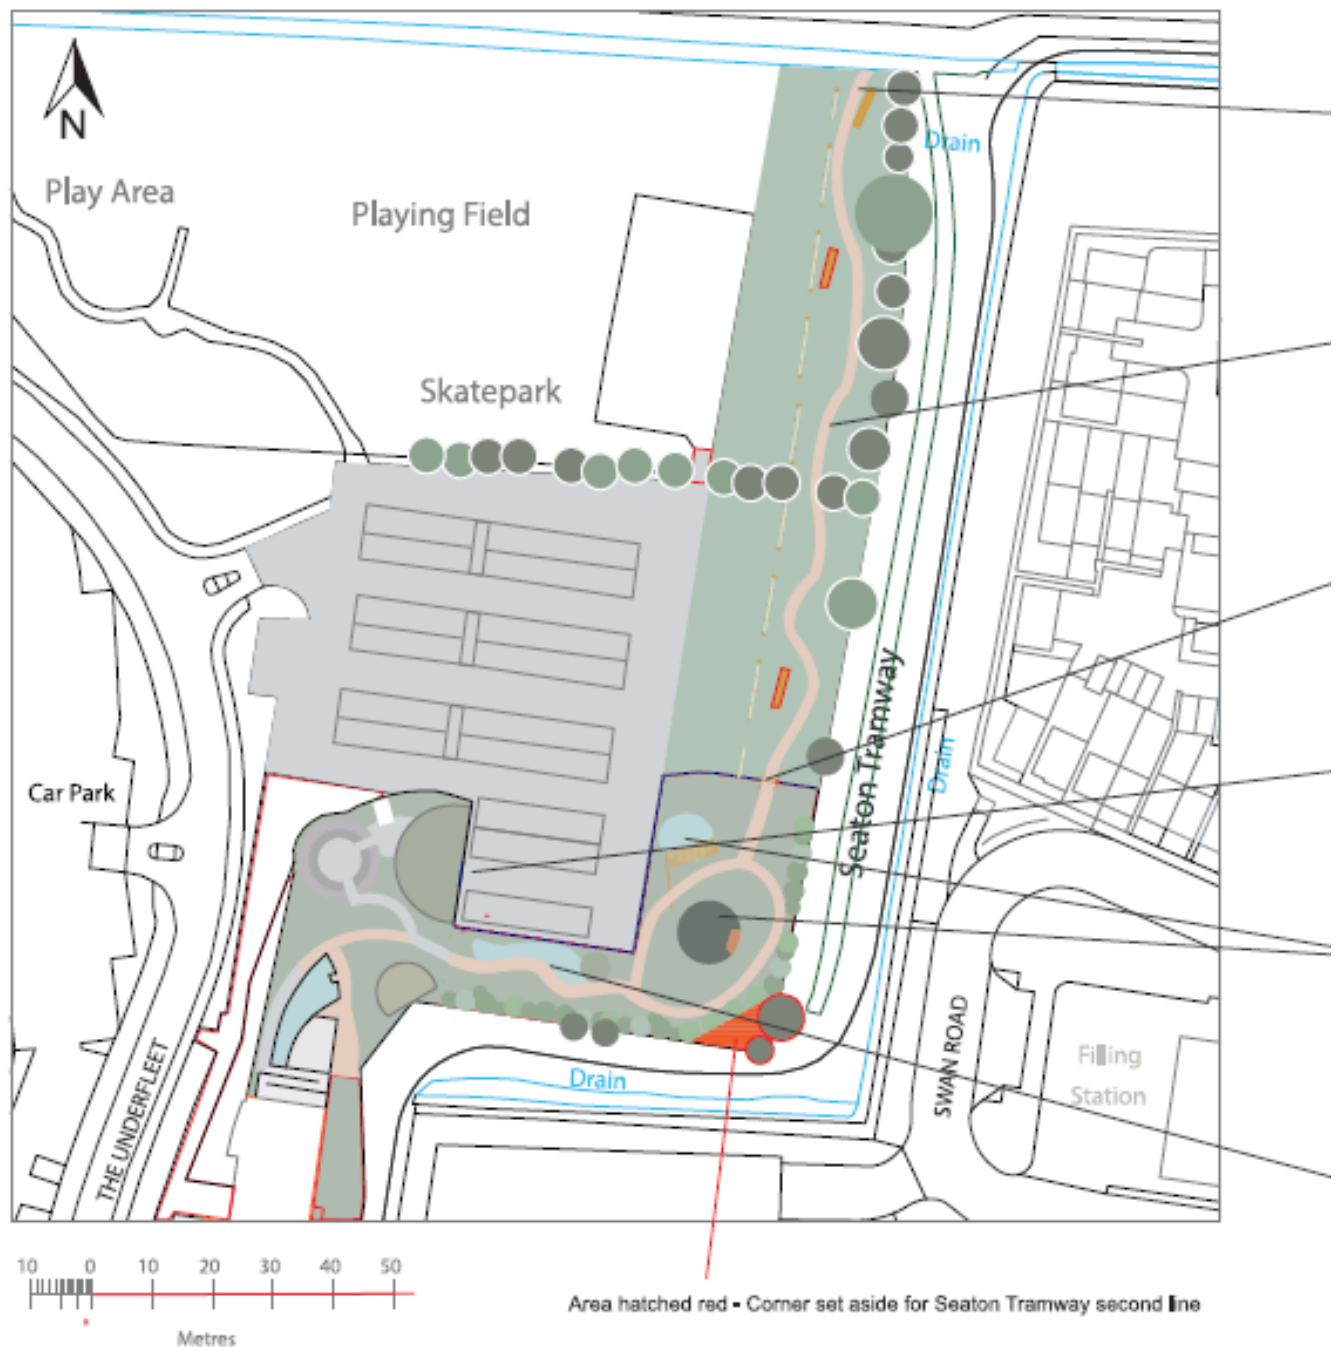 N
Play Area
Playing Field
Drain
Skatepark
Seaton Tramway
Car Park
Drain
THE UNDERFLEET
SWAN ROAD
Filling
Station
Drain
10 0 10 20 30 40 50
Metres
Area hatched red - Corner set aside for Seaton Tramway second line